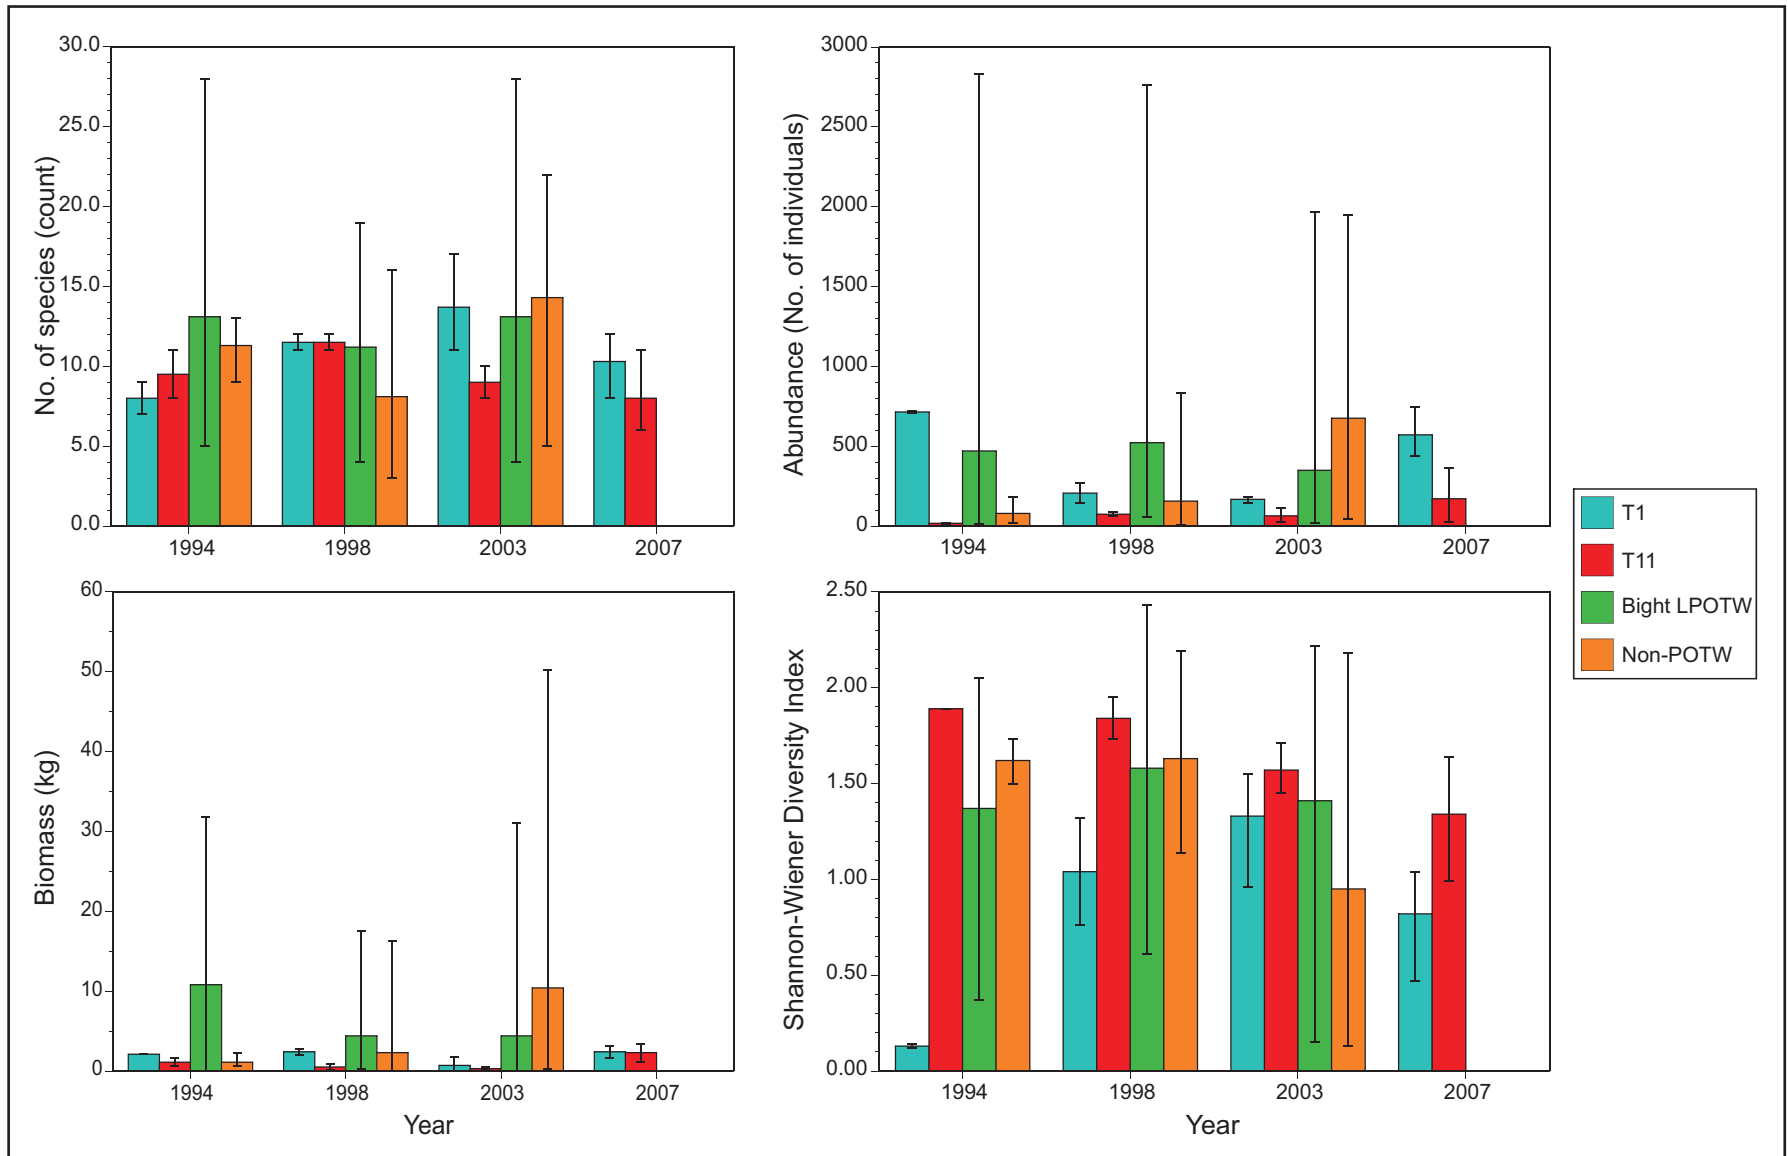 No. of species (count)
30.0
25.0
20.0
15.0
10.0
5.0
0.0
1994 1998 2003 2007
Abundance (No. of individuals)
3000
2500
2000
1500
1000
500
0
1994 1998 2003 2007
Biomass (kg)
60
50
40
30
20
10
0
1994 1998 2003 2007
Year
Shannon-Wiener Diversity Index
2.50
2.00
1.50
1.00
0.50
0.00
1994 1998 2003 2007
Year
T1
T11
Bight LPOTW
Non-POTW